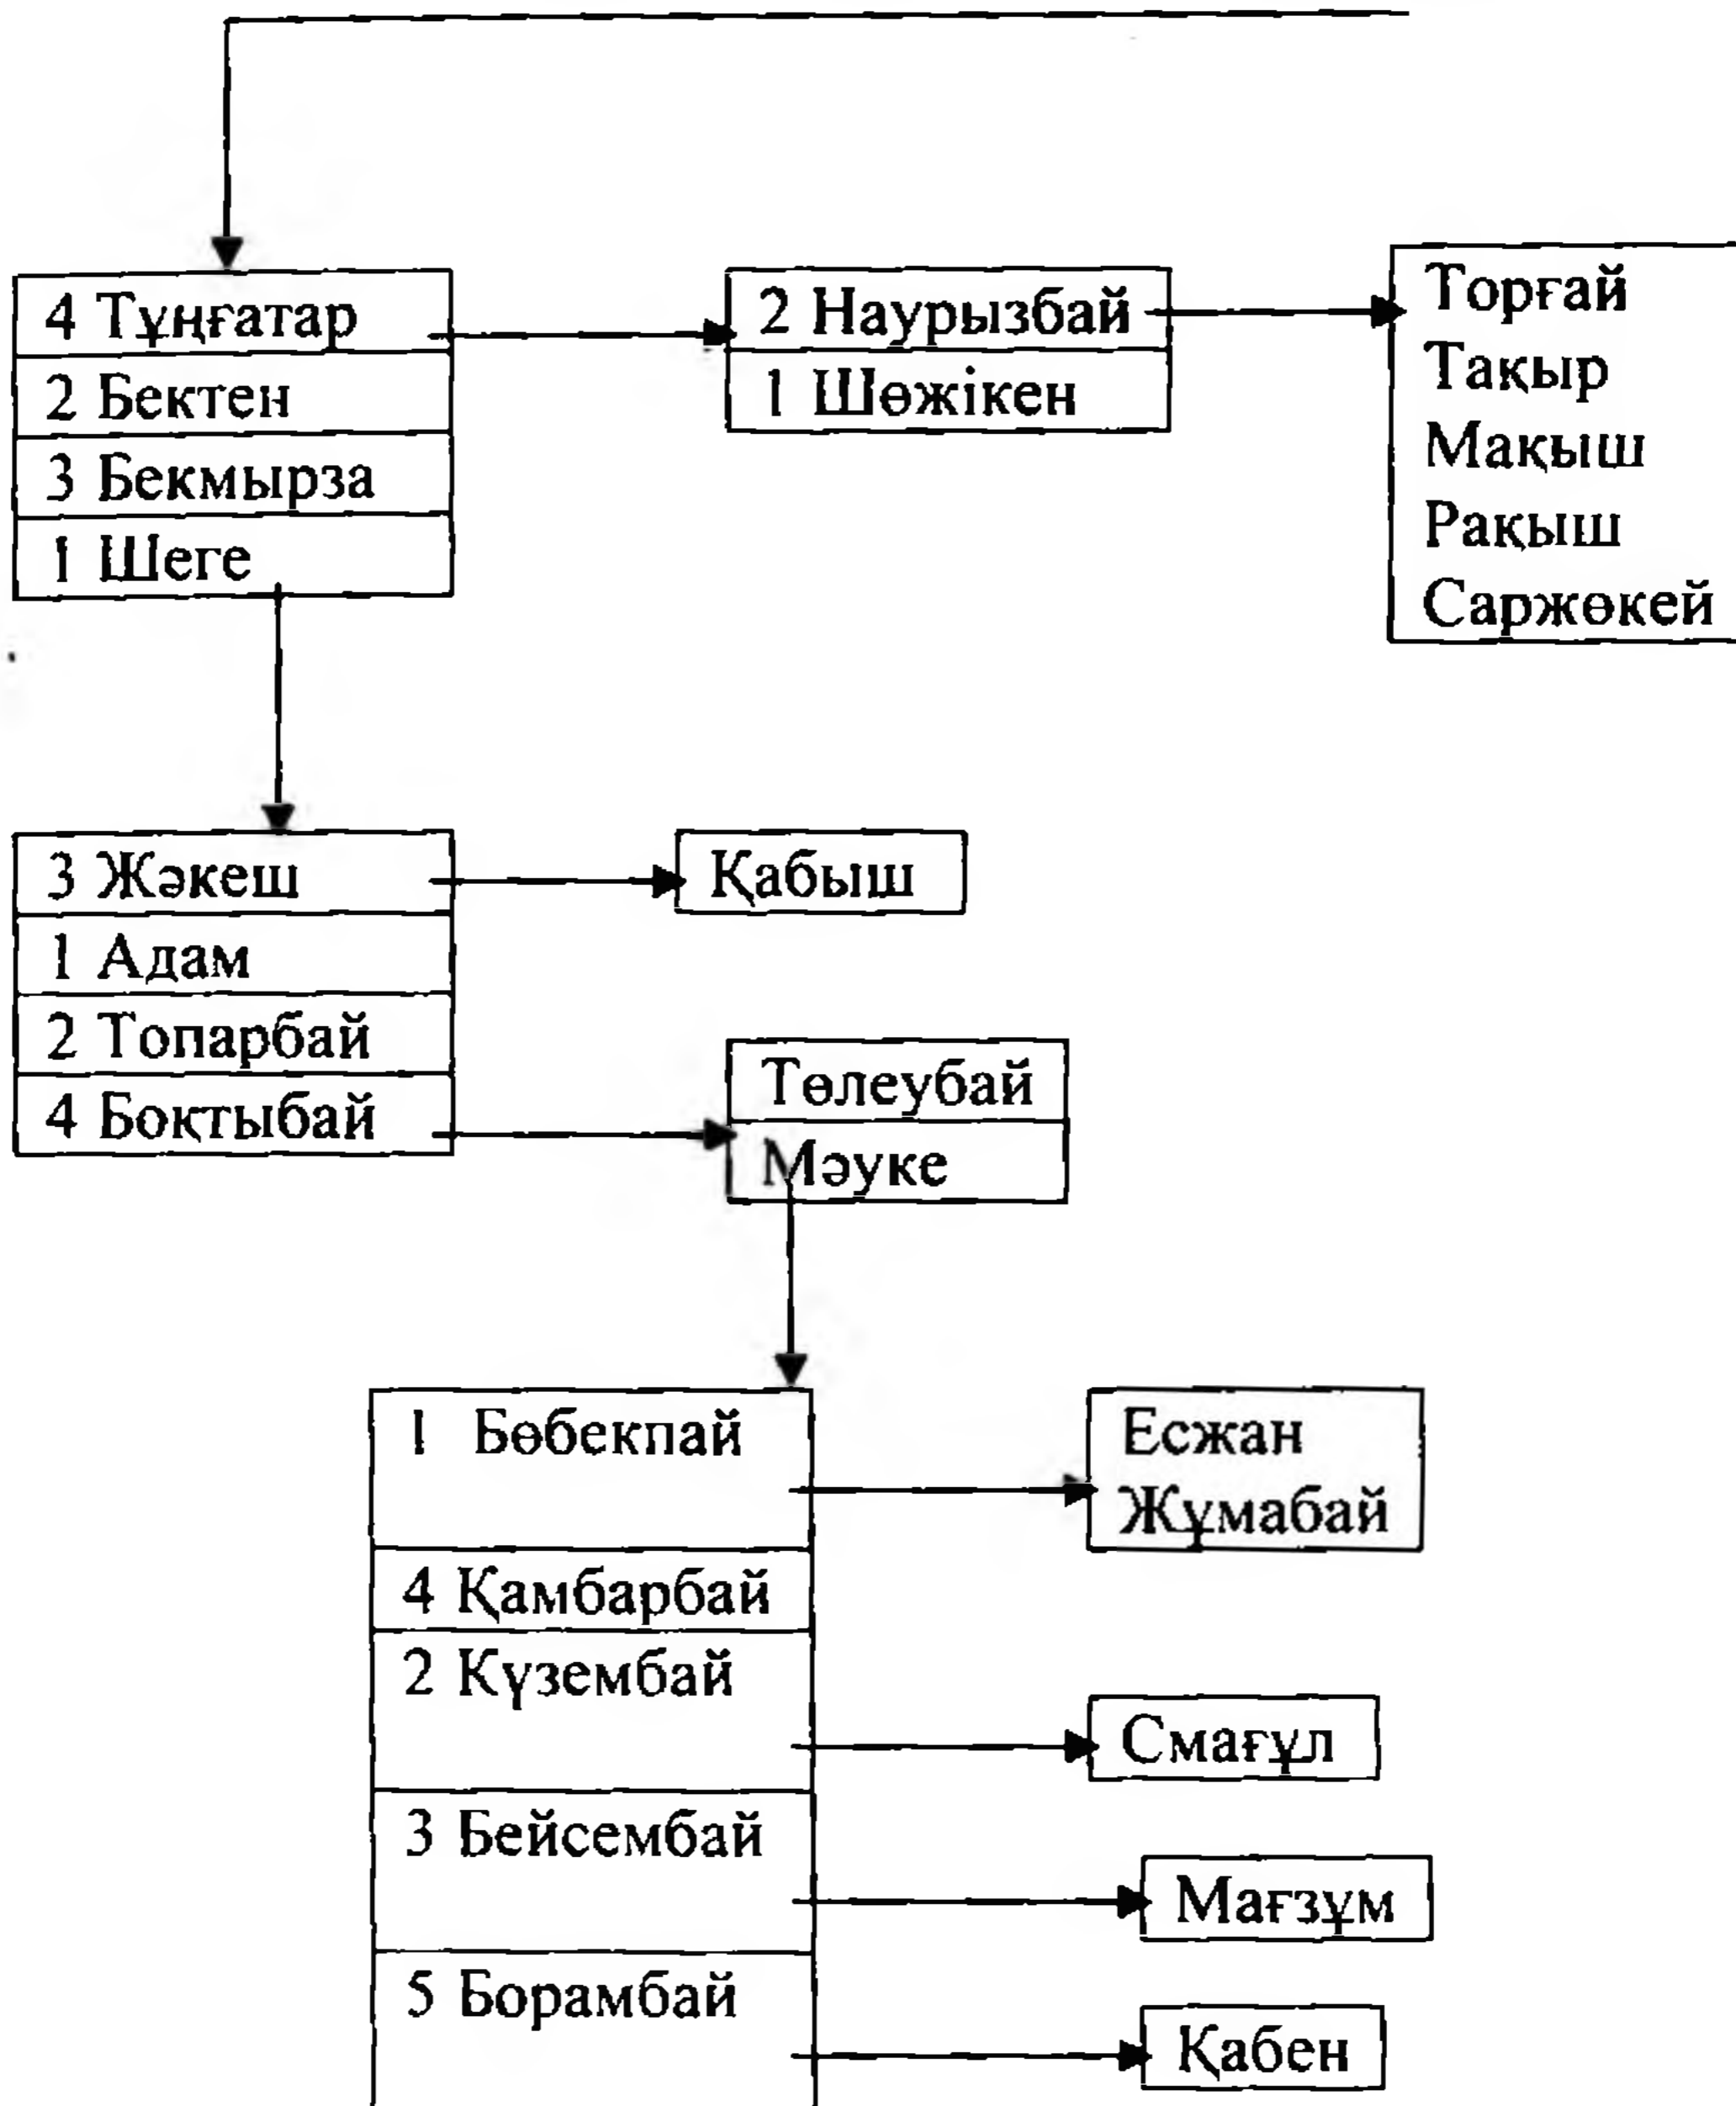 4 Тұңғатар
2 Бектен
3 Бекмырза
1 Шеге
2 Наурызбай
1 Шөжікен
Торғай
Тақыр
Мақыш
Рақыш
Саржөкей
3 Жәкеш
1 Адам
2 Топарбай
4 Боқтыбай
Қабыш
Төлеубай
Мәуке
1 Бөбекпай
4 Қамбарбай
2 Күзембай
3 Бейсембай
5 Борамбай
Есжан
Жұмабай
Смағұл
Мағзұм
Қабен